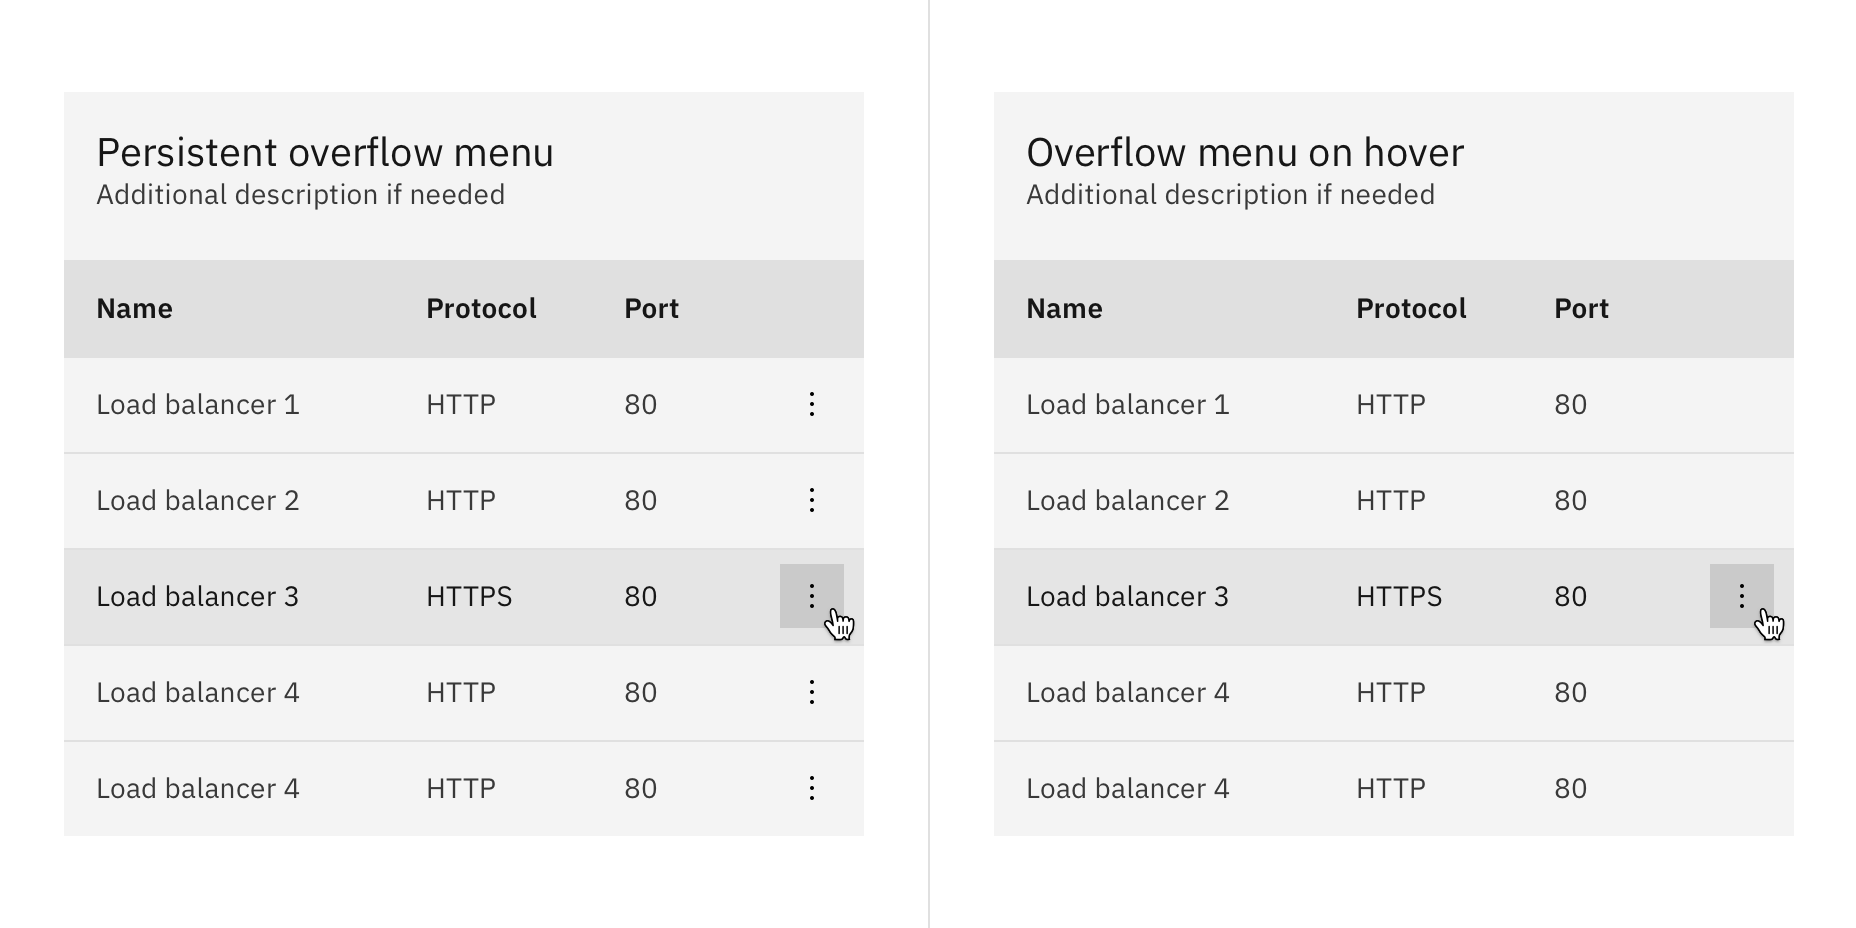 Persistent overflow menu
Additional description if needed
Name Protocol Port
Load balancer 1 HTTP 80
Load balancer 2 HTTP 80
Load balancer 3 HTTPS 80
Load balancer 4 HTTP 80
Load balancer 4 HTTP 80
Overflow menu on hover
Additional description if needed
Name Protocol Port
Load balancer 1 HTTP 80
Load balancer 2 HTTP 80
Load balancer 3 HTTPS 80
Load balancer 4 HTTP 80
Load balancer 4 HTTP 80